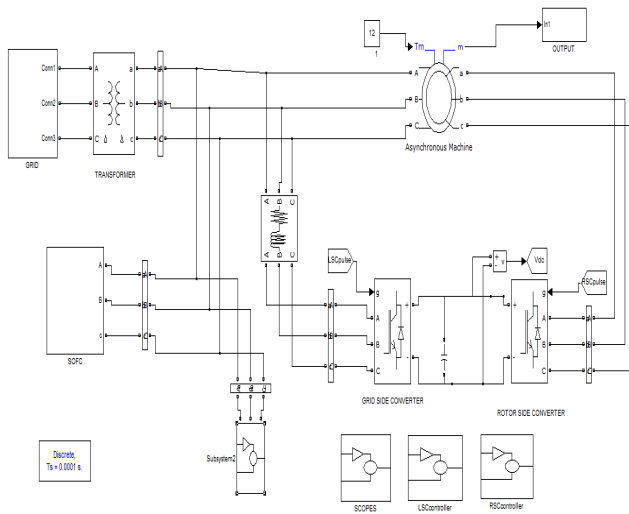 12
1
Tm
m
In1
OUTPUT
Conn1
Conn2
Conn3
GRID
A
B
C
a
b
c
TRANSFORMER
A
B
C
A
B
C
a
b
c
Asynchronous Machine
A
B
C
A
B
C
LSCpulse
g
A
B
C
+
-
GRID SIDE CONVERTER
+
-
v
Vdc
RSCpulse
g
+
-
A
B
C
ROTOR SIDE CONVERTER
A
B
C
A
B
C
A
B
c
SOFC
A
B
C
Subsystem2
Discrete,
Ts = 0.0001 s.
SCOPES
LSCcontroller
RSCcontroller